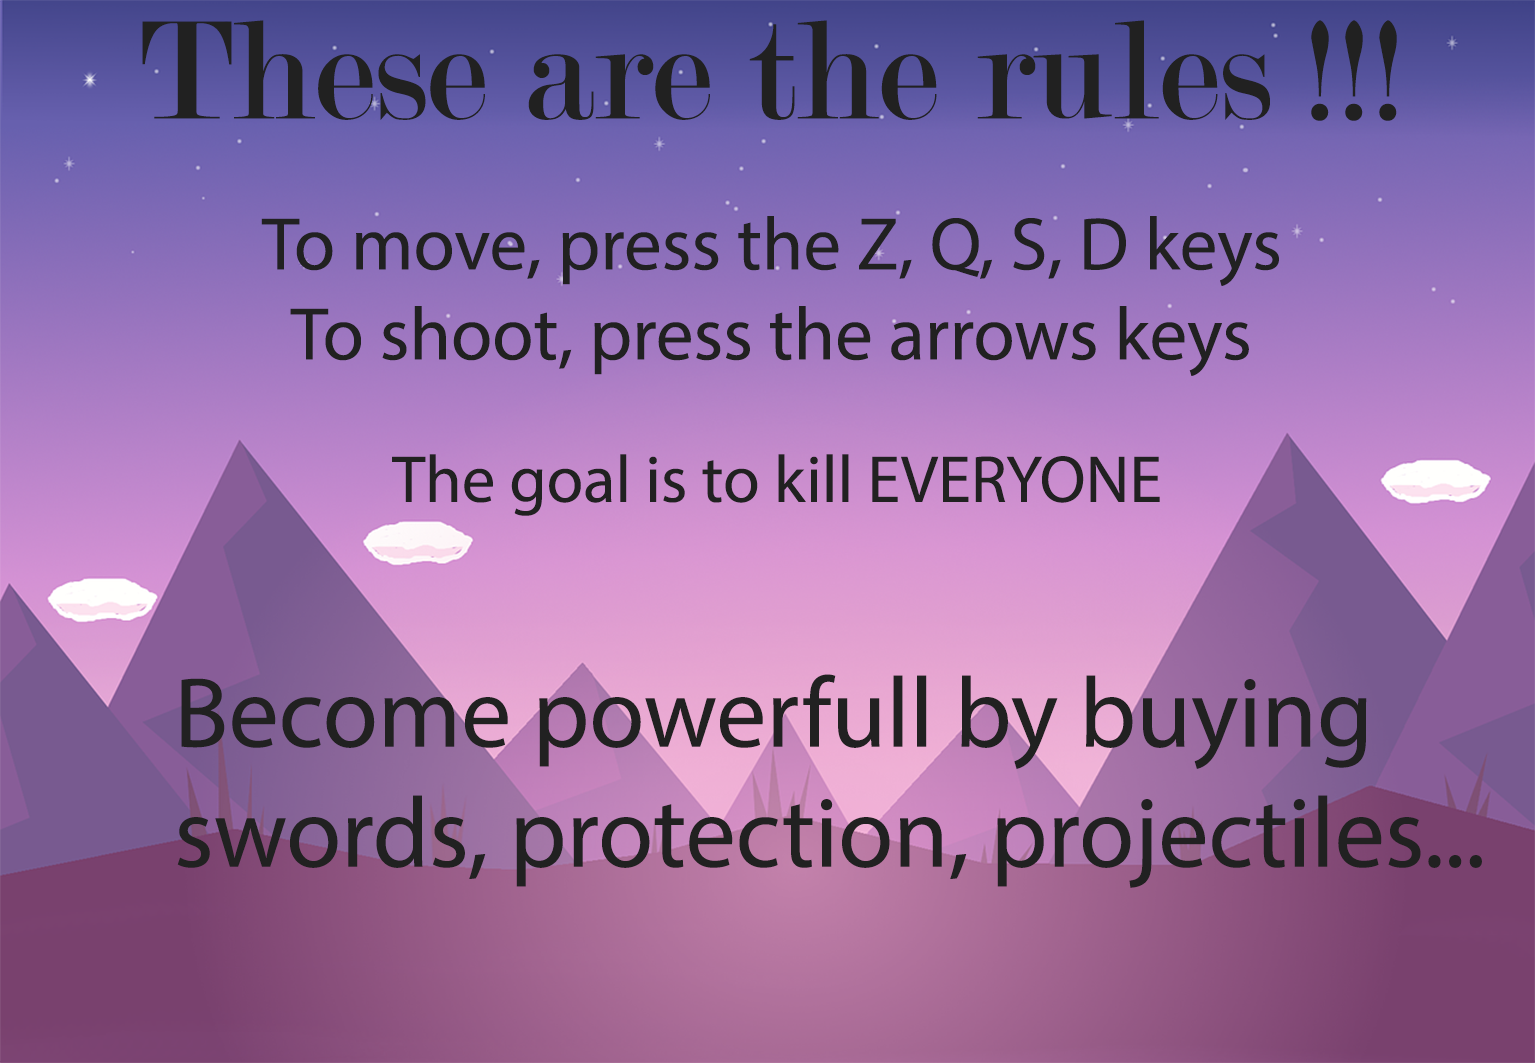 These are the rules !!!
To move, press the Z, Q, S, D keys
To shoot, press the arrows keys
The goal is to kill EVERYONE
Become powerfull by buying
swords, protection, projectiles...